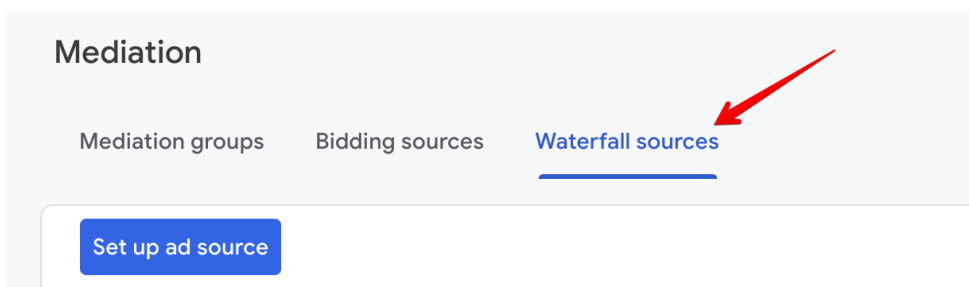 Mediation
Mediation groups Bidding sources Waterfall sources
Set up ad source